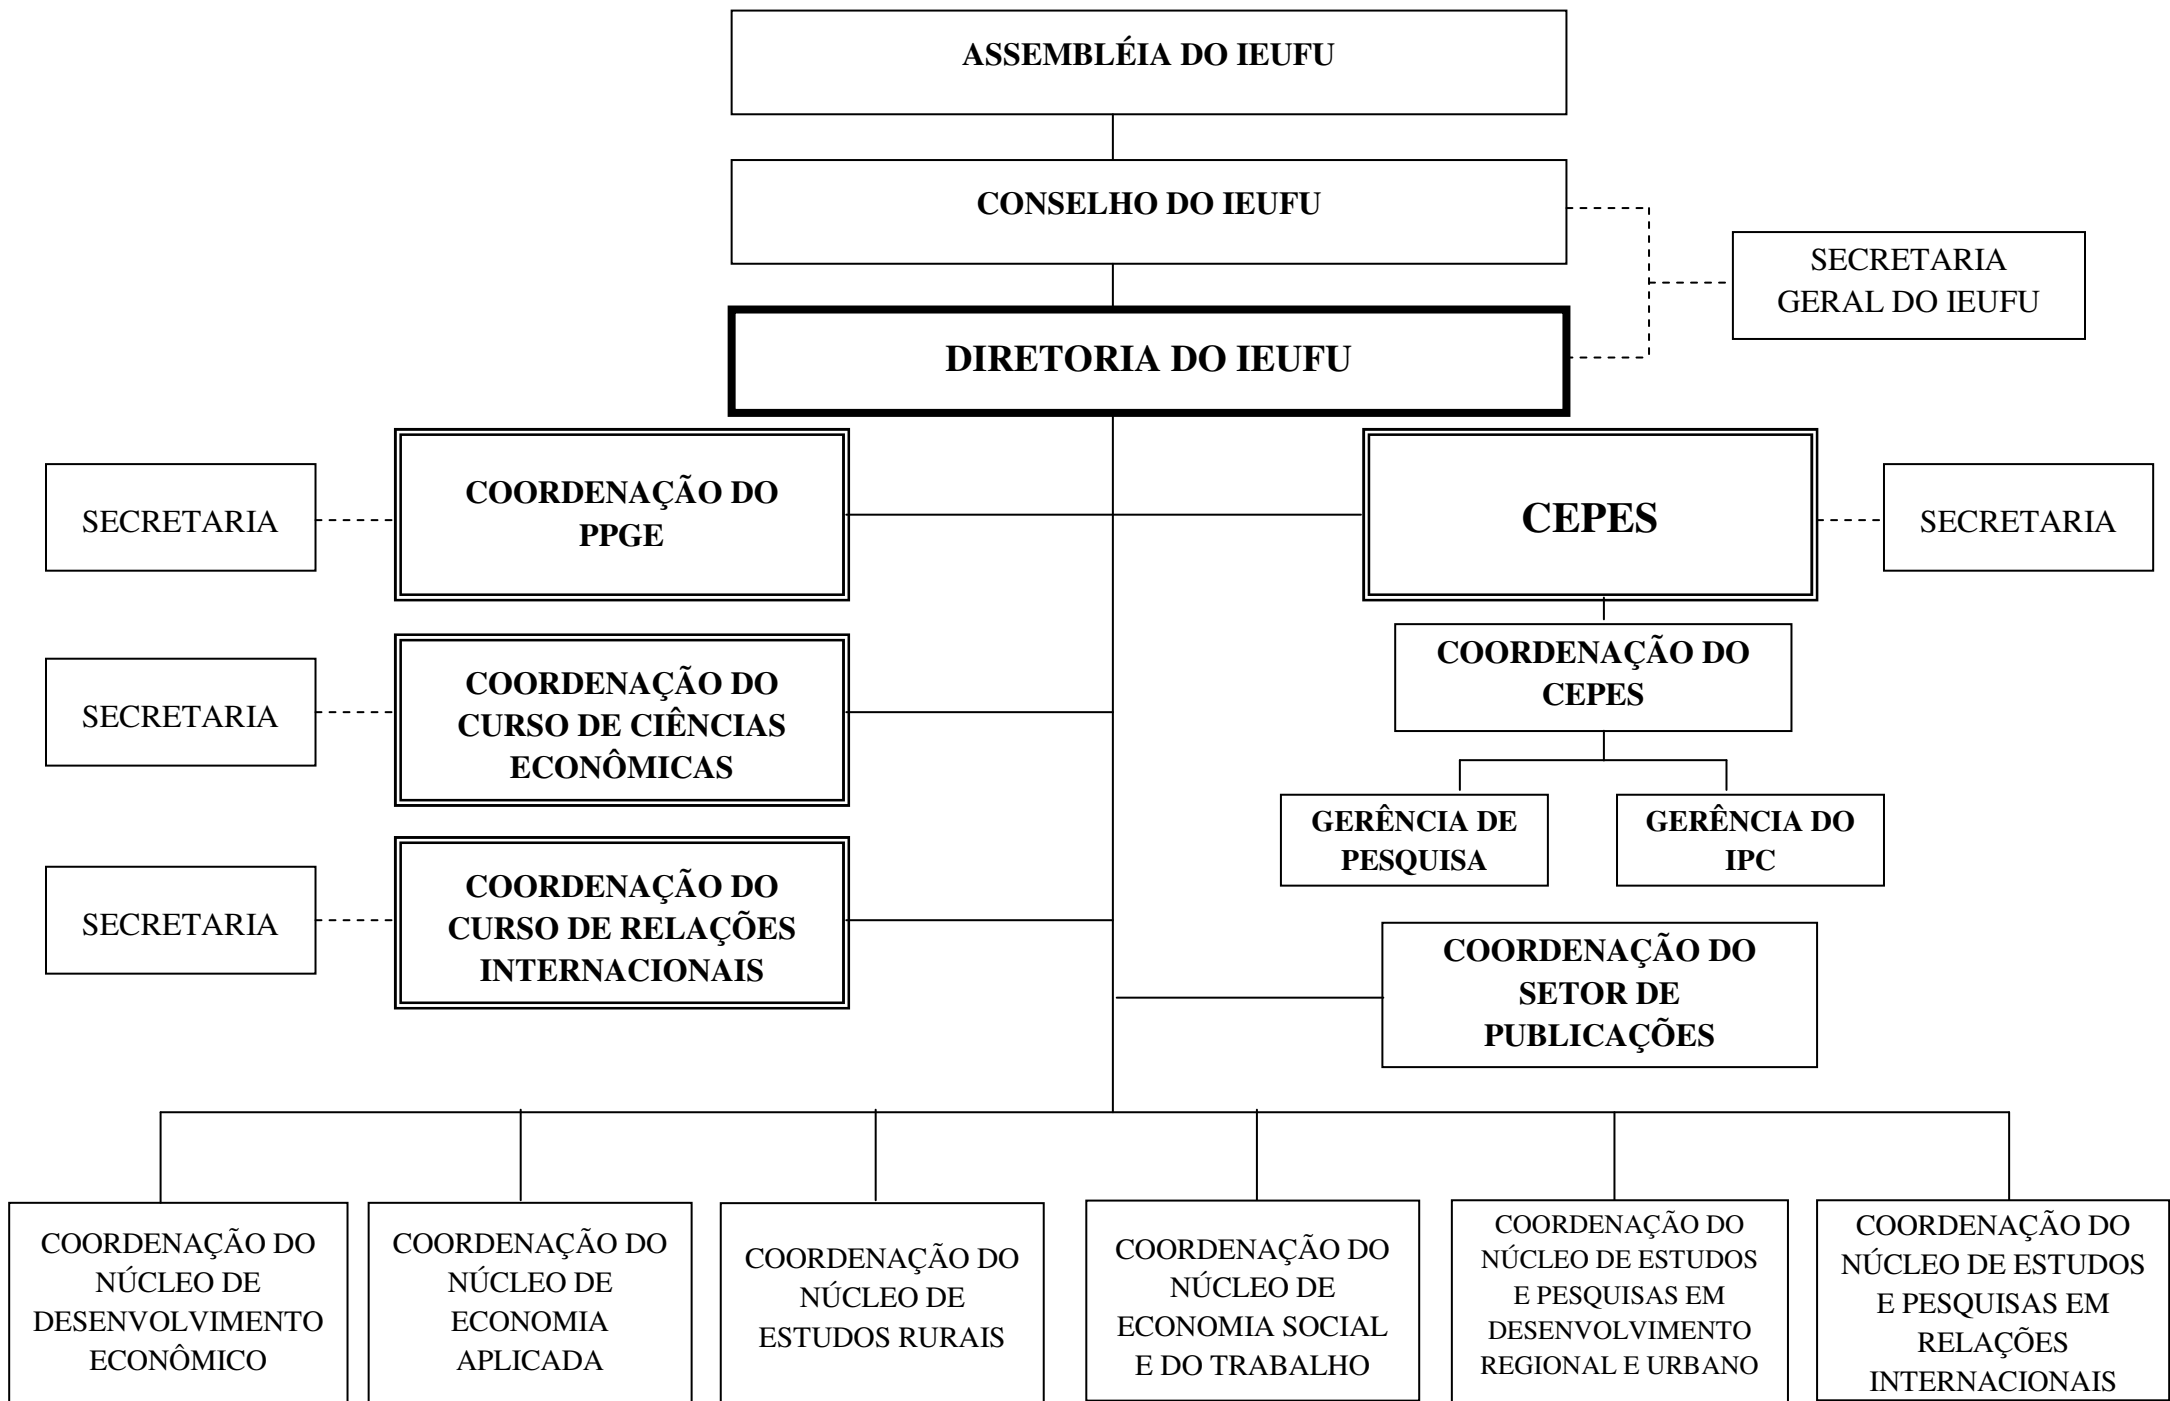 ASSEMBLÉIA DO IEUFU
CONSELHO DO IEUFU
SECRETARIA
GERAL DO IEUFU
DIRETORIA DO IEUFU
SECRETARIA
COORDENAÇÃO DO
PPGE
CEPES
SECRETARIA
COORDENAÇÃO DO
CEPES
SECRETARIA
COORDENAÇÃO DO
CURSO DE CIÊNCIAS
ECONÔMICAS
GERÊNCIA DE
PESQUISA
GERÊNCIA DO
IPC
SECRETARIA
COORDENAÇÃO DO
CURSO DE RELAÇÕES
INTERNACIONAIS
COORDENAÇÃO DO
SETOR DE
PUBLICAÇÕES
COORDENAÇÃO DO
NÚCLEO DE
DESENVOLVIMENTO
ECONÔMICO
COORDENAÇÃO DO
NÚCLEO DE
ECONOMIA
APLICADA
COORDENAÇÃO DO
NÚCLEO DE
ESTUDOS RURAIS
COORDENAÇÃO DO
NÚCLEO DE
ECONOMIA SOCIAL
E DO TRABALHO
COORDENAÇÃO DO
NÚCLEO DE ESTUDOS
E PESQUISAS EM
DESENVOLVIMENTO
REGIONAL E URBANO
COORDENAÇÃO DO
NÚCLEO DE ESTUDOS
E PESQUISAS EM
RELAÇÕES
INTERNACIONAIS